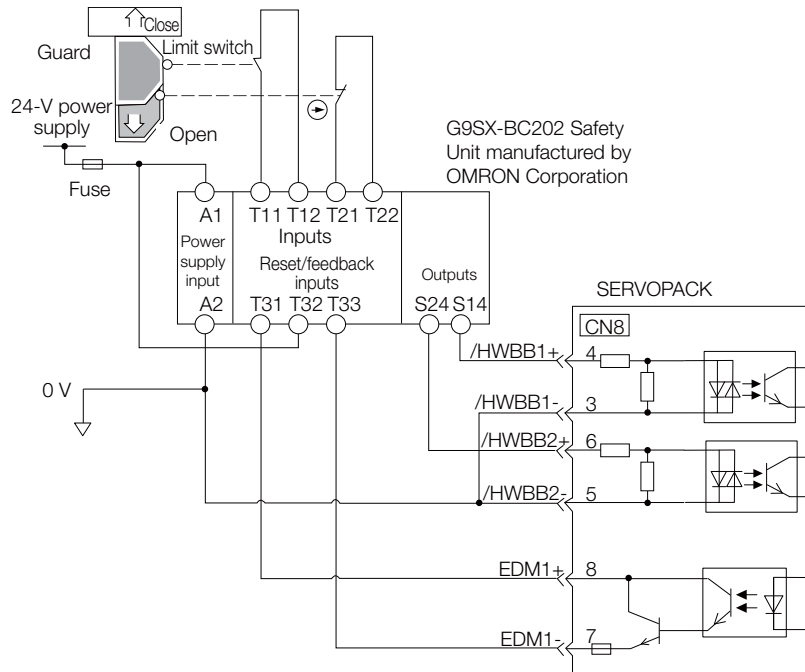 Close
Guard
Limit switch
24-V power
supply
Open
Fuse
G9SX-BC202 Safety
Unit manufactured by
OMRON Corporation
A1
T11
T12
T21
T22
Inputs
Power
supply
input
Reset/feedback
inputs
Outputs
A2
T31
T32
T33
S24
S14
SERVOPACK
CN8
/HWBB1+
4
0 V
/HWBB1-
3
/HWBB2+
6
/HWBB2-
5
EDM1+
8
EDM1-
7